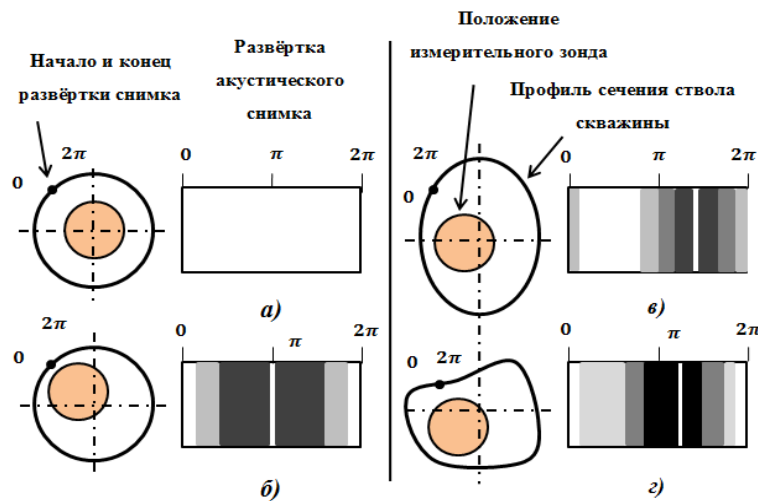 Начало и конец
развёртки снимка
Развёртка
акустического
снимка
Положение
измерительного зонда
Профиль сечения ствола
скважины
2π
0
0
π
2π
а)
2π
0
0
π
2π
в)
2π
0
0
π
2π
б)
0
2π
0
π
2π
г)